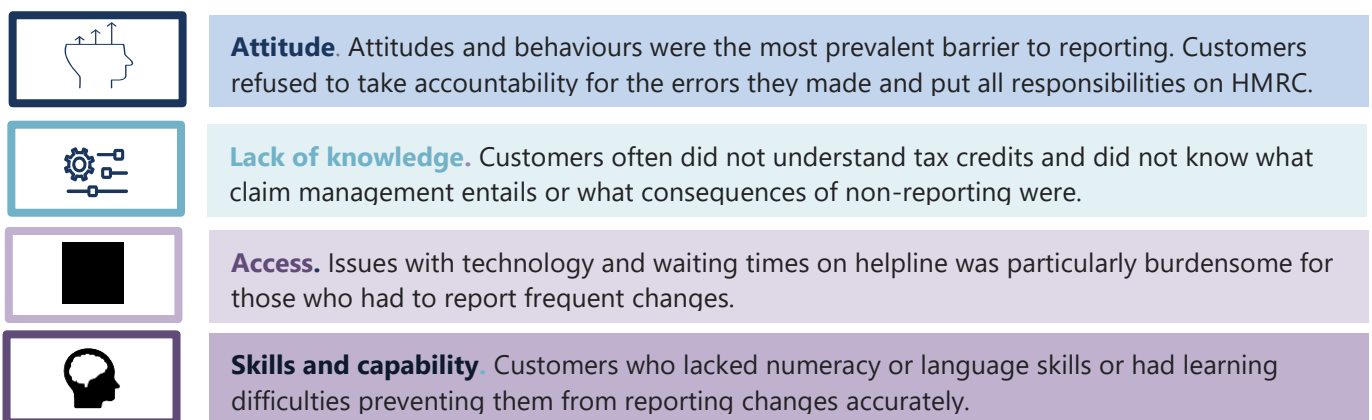 Attitude. Attitudes and behaviours were the most prevalent barrier to reporting. Customers
refused to take accountability for the errors they made and put all responsibilities on HMRC.
Lack of knowledge. Customers often did not understand tax credits and did not know what
claim management entails or what consequences of non-reporting were.
Access. Issues with technology and waiting times on helpline was particularly burdensome for
those who had to report frequent changes.
Skills and capability. Customers who lacked numeracy or language skills or had learning
difficulties preventing them from reporting changes accurately.